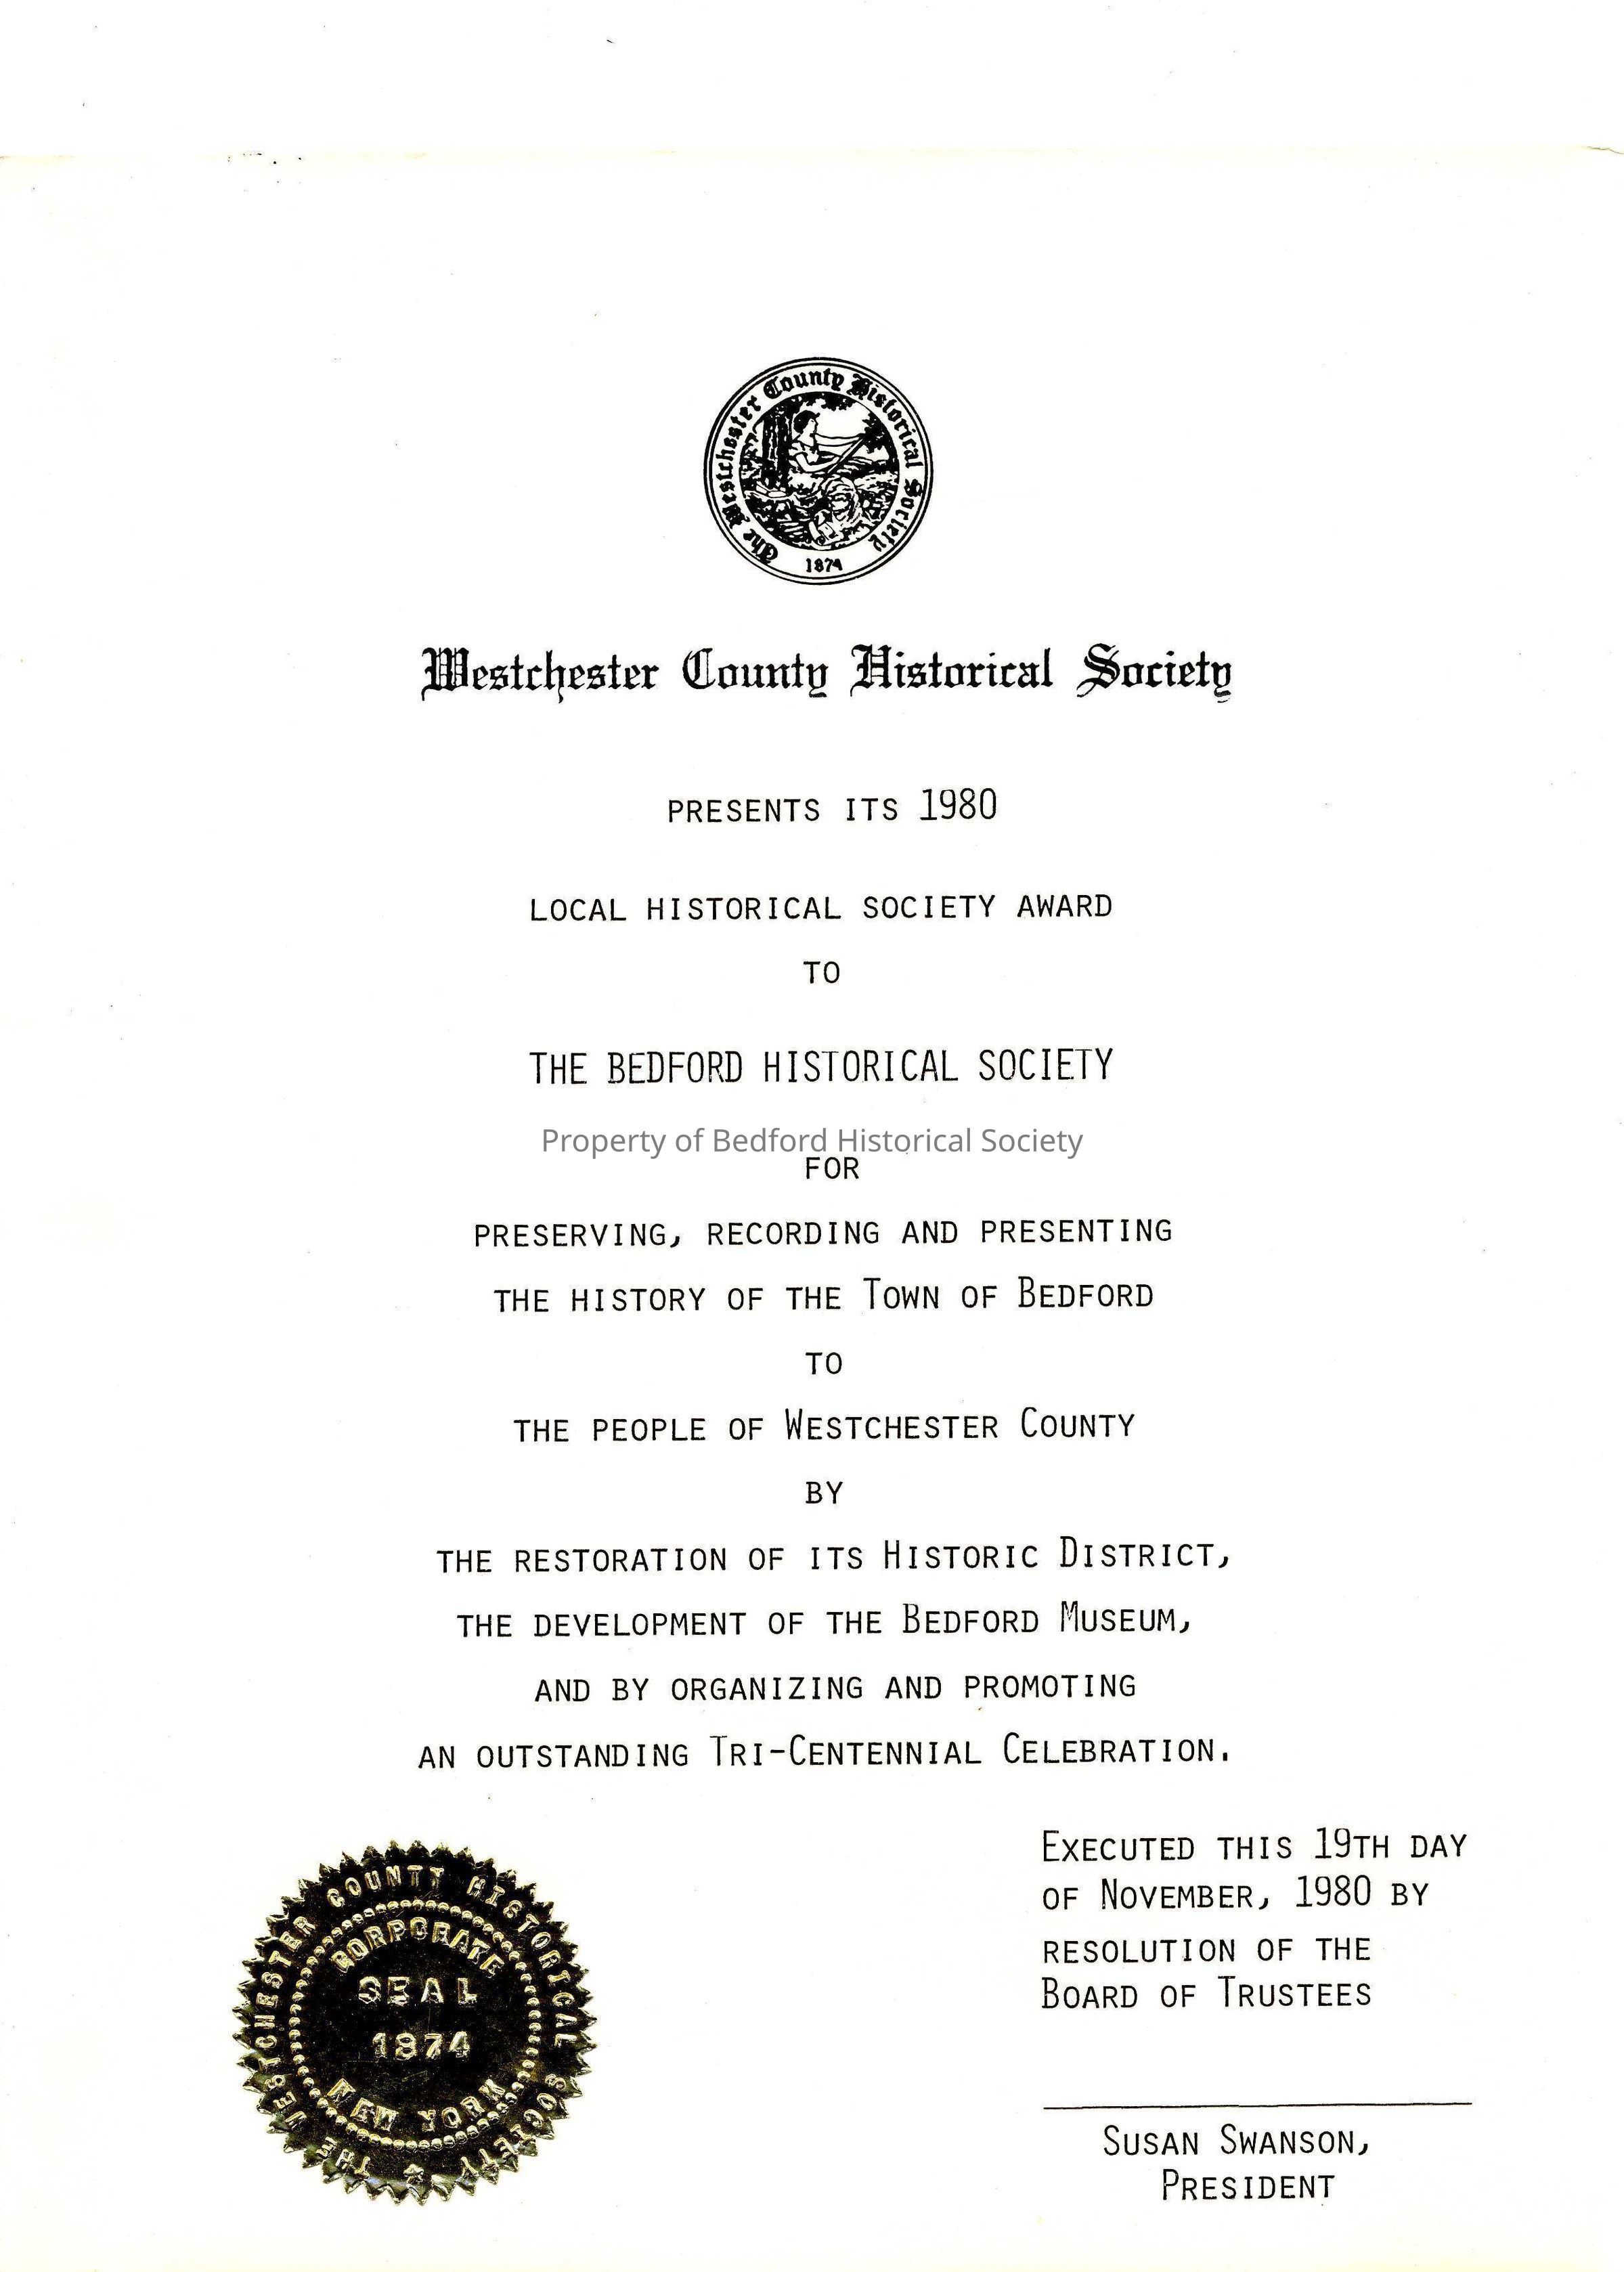 The Westchester County Historical Society
1874
Westchester County Historical Society
PRESENTS ITS 1980
LOCAL HISTORICAL SOCIETY AWARD
TO
THE BEDFORD HISTORICAL SOCIETY
Property of Bedford Historical Society
FOR
PRESERVING, RECORDING AND PRESENTING
THE HISTORY OF THE TOWN OF BEDFORD
TO
THE PEOPLE OF WESTCHESTER COUNTY
BY
THE RESTORATION OF ITS HISTORIC DISTRICT,
THE DEVELOPMENT OF THE BEDFORD MUSEUM,
AND BY ORGANIZING AND PROMOTING
AN OUTSTANDING TRI-CENTENNIAL CELEBRATION.
EXECUTED THIS 19TH DAY
OF NOVEMBER, 1980 BY
RESOLUTION OF THE
BOARD OF TRUSTEES
SUSAN SWANSON,
PRESIDENT
THE WESTCHESTER COUNTY HISTORICAL SOCIETY
CORPORATE
SEAL
1874
NEW YORK